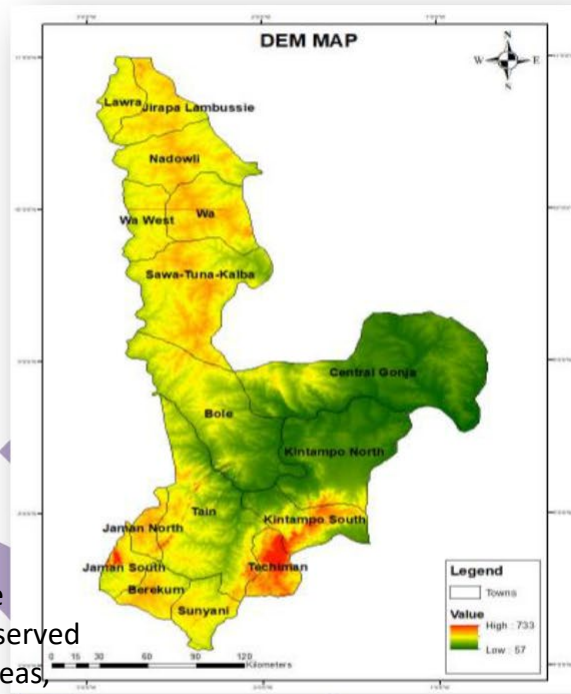 DEM MAP
N
W E
S
Lawra
Jirapa Lambussie
Nadowli
Wa West
Wa
Sawa-Tuna-Kalba
Central Gonja
Bole
Kintampo North
Tain
Kintampo South
Jaman North
Jaman South
Techiman
Berekum
Sunyani
Legend
Towns
Value
High : 733
Low : 57
0 15 30 60 90 120
Kilometers
served
eas,